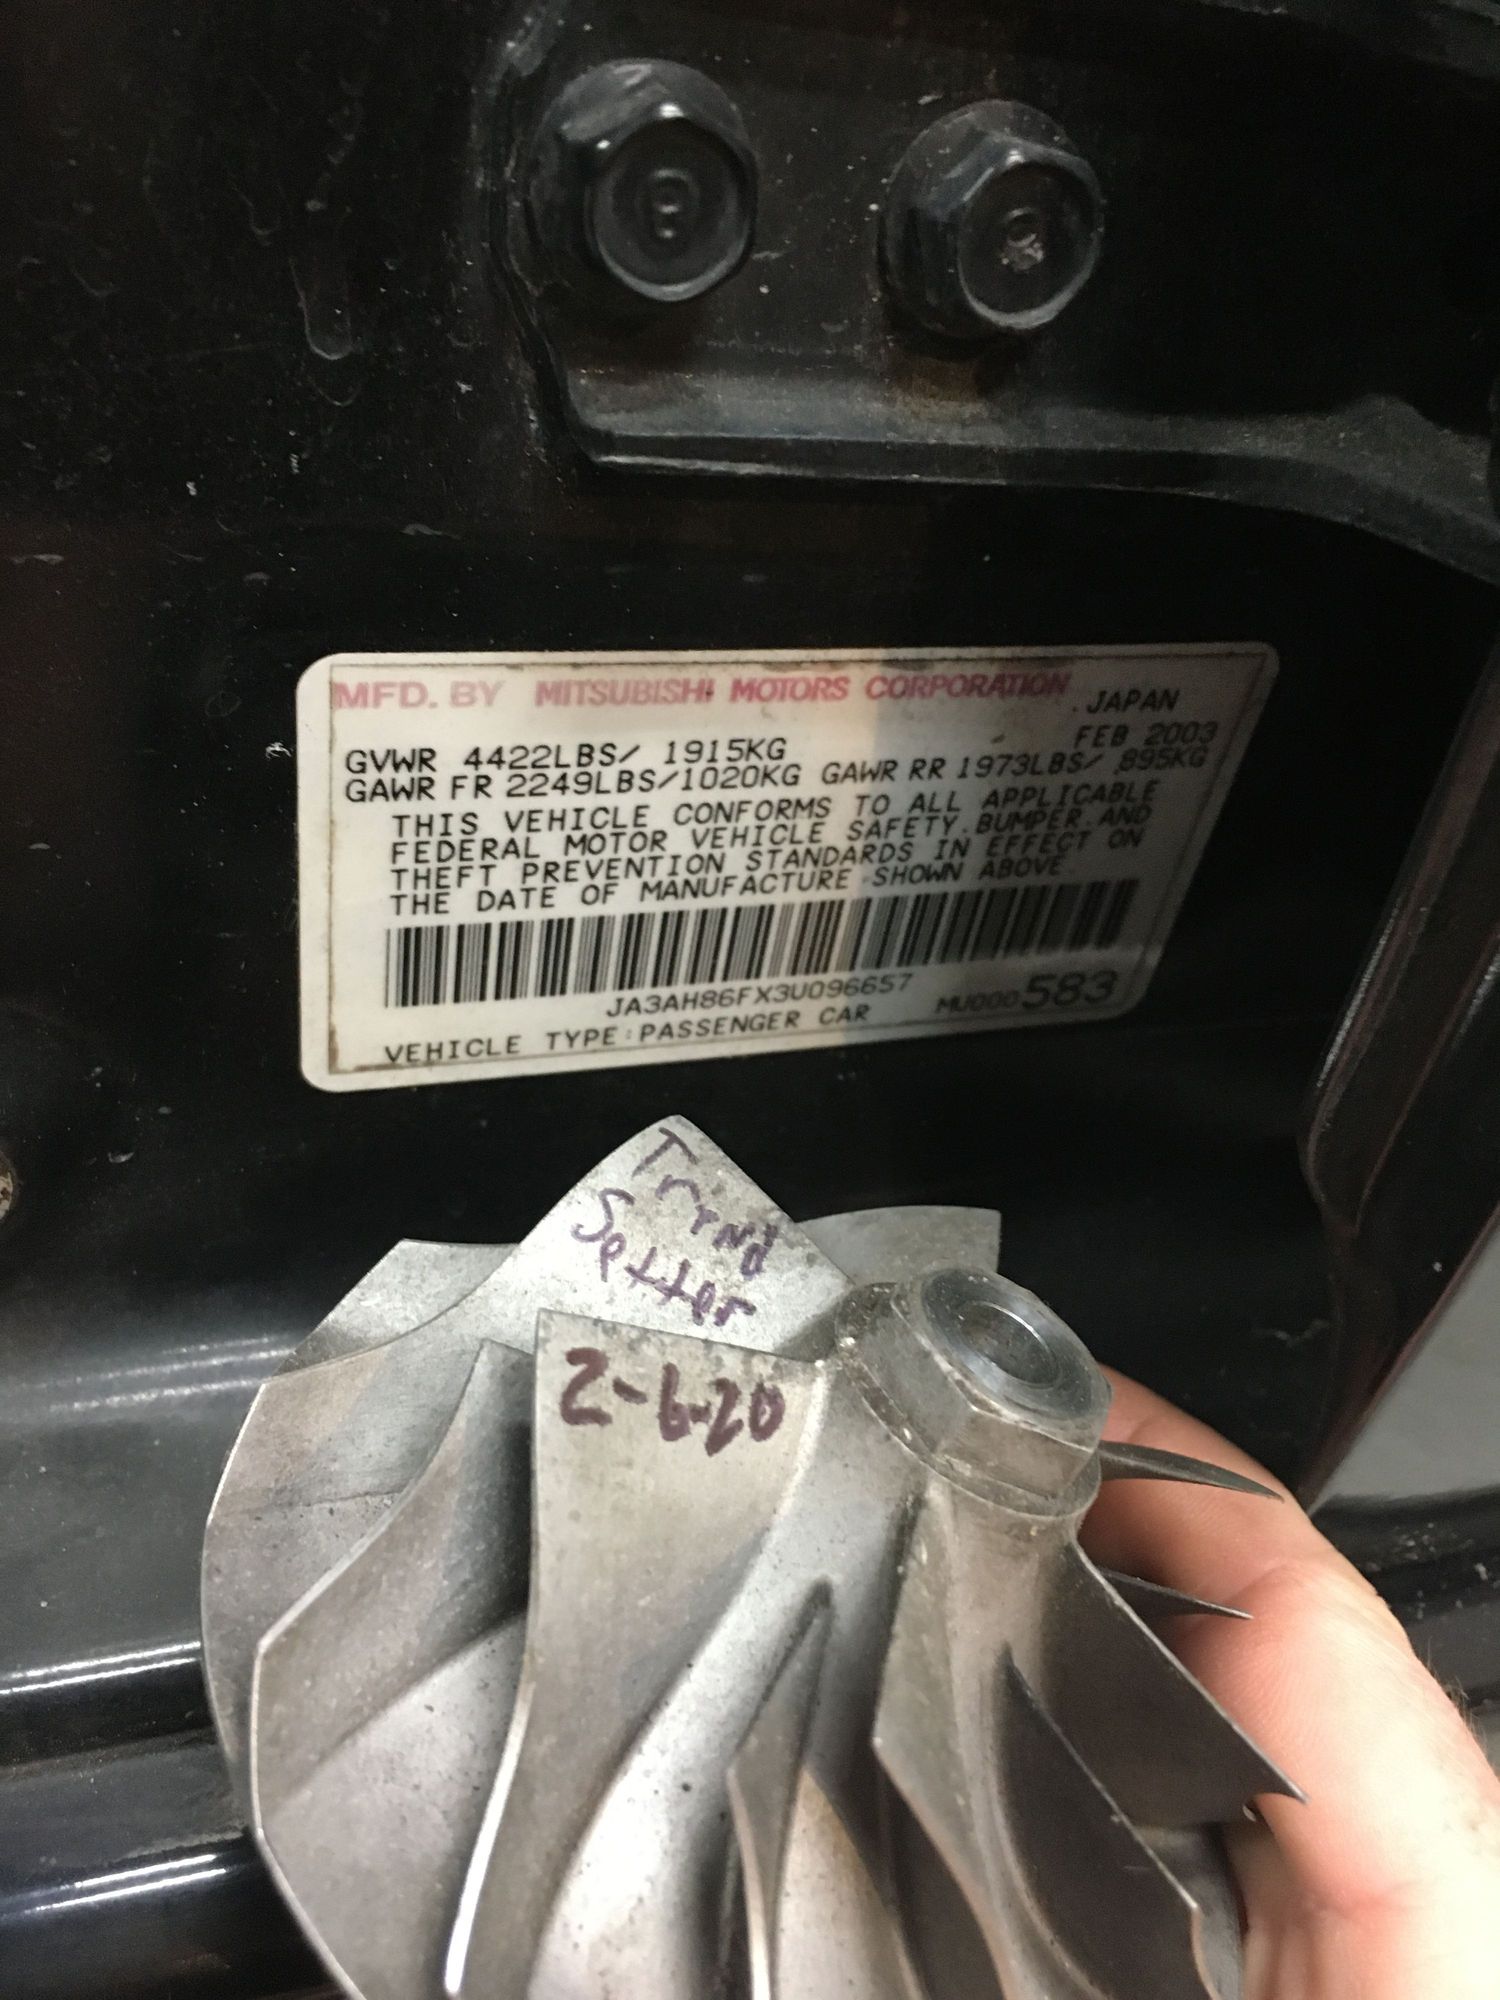 MFD. BY MITSUBISHI MOTORS CORPORATION JAPAN
FEB 2003
GVWR 4422LBS/ 1915KG
GAWR FR 2249LBS/1020KG GAWR RR 1973LBS/ 895KG
THIS VEHICLE CONFORMS TO ALL APPLICABLE
FEDERAL MOTOR VEHICLE SAFETY, BUMPER, AND
THEFT PREVENTION STANDARDS IN EFFECT ON
THE DATE OF MANUFACTURE SHOWN ABOVE.
JA3AH86FX3U096657 MU000583
VEHICLE TYPE:PASSENGER CAR
Setter
2-6-20